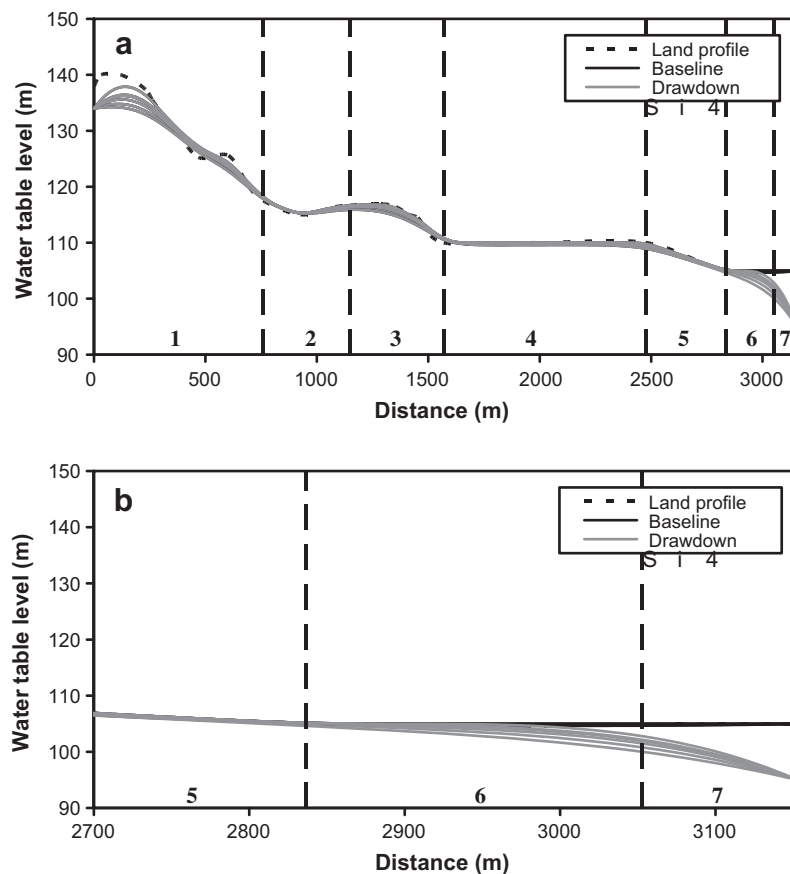 150
140
130
120
110
100
90
Water table level (m)
a
Land profile
Baseline
Drawdown
S i 4
1 2 3 4 5 6 7
0 500 1000 1500 2000 2500 3000
Distance (m)
150
140
130
120
110
100
90
Water table level (m)
b
Land profile
Baseline
Drawdown
S i 4
5 6 7
2700 2800 2900 3000 3100
Distance (m)